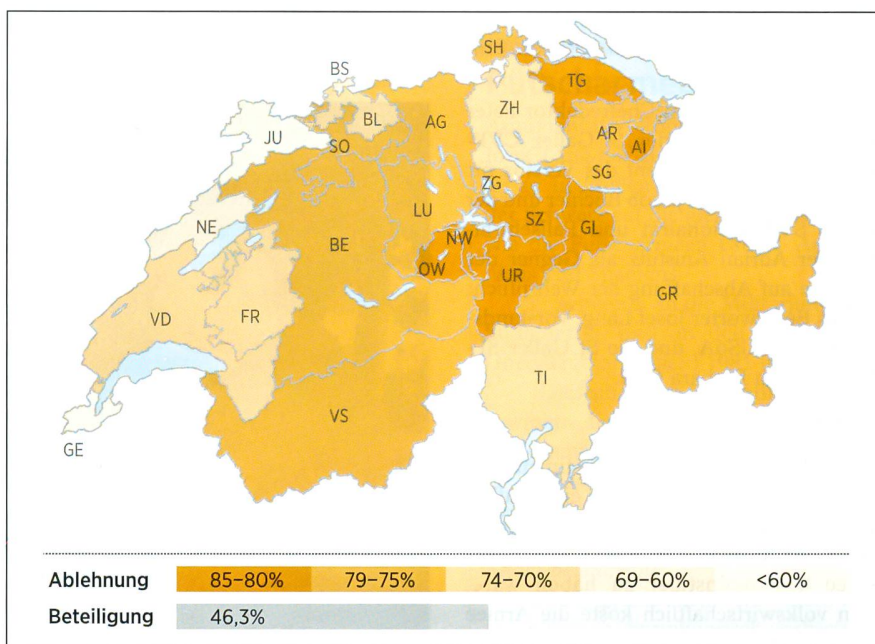 SH
BS
TG
BL
ZH
AG
JU
AR
AI
SO
SG
ZG
LU
SZ
NE
GL
NW
BE
OW
UR
GR
VD
FR
TI
VS
GE
Ablehnung 85–80% 79–75% 74–70% 69–60% <60%
Beteiligung 46,3%